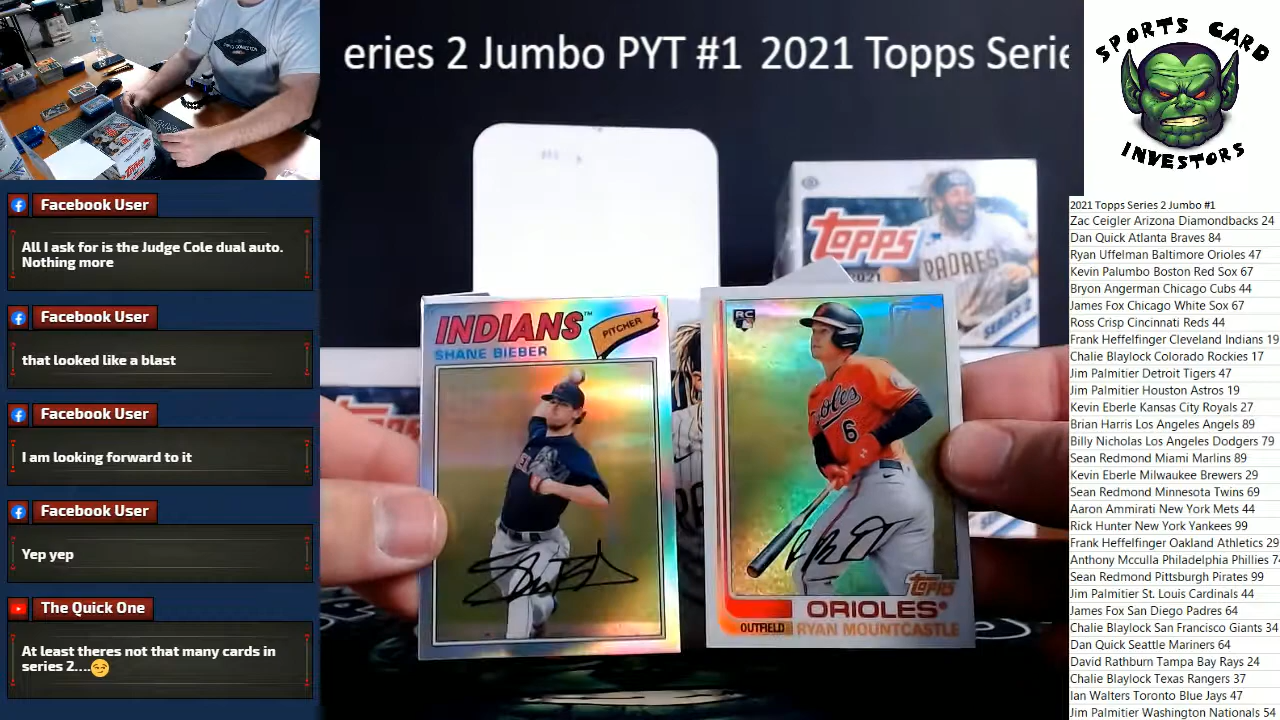 eries 2 Jumbo PYT #1 2021 Topps Serie
SPORTS CARD
INVESTORS
Facebook User
All I ask for is the Judge Cole dual auto.
Nothing more
Facebook User
that looked like a blast
Facebook User
I am looking forward to it
Facebook User
Yep yep
The Quick One
At least theres not that many cards in
series 2....😏
topps
2021
PADRES
INDIANS™
PITCHER
SHANE BIEBER
RC
Orioles
6
topps
ORIOLES®
OUTFIELD RYAN MOUNTCASTLE
2021 Topps Series 2 Jumbo #1
Zac Ceigler Arizona Diamondbacks 24
Dan Quick Atlanta Braves 84
Ryan Uffelman Baltimore Orioles 47
Kevin Palumbo Boston Red Sox 67
Bryon Angerman Chicago Cubs 44
James Fox Chicago White Sox 67
Ross Crisp Cincinnati Reds 44
Frank Heffelfinger Cleveland Indians 19
Chalie Blaylock Colorado Rockies 17
Jim Palmitier Detroit Tigers 47
Jim Palmitier Houston Astros 19
Kevin Eberle Kansas City Royals 27
Brian Harris Los Angeles Angels 89
Billy Nicholas Los Angeles Dodgers 79
Sean Redmond Miami Marlins 89
Kevin Eberle Milwaukee Brewers 29
Sean Redmond Minnesota Twins 69
Aaron Ammirati New York Mets 44
Rick Hunter New York Yankees 99
Frank Heffelfinger Oakland Athletics 29
Anthony Mcculla Philadelphia Phillies 74
Sean Redmond Pittsburgh Pirates 99
Jim Palmitier St. Louis Cardinals 44
James Fox San Diego Padres 64
Chalie Blaylock San Francisco Giants 34
Dan Quick Seattle Mariners 64
David Rathburn Tampa Bay Rays 24
Chalie Blaylock Texas Rangers 37
Ian Walters Toronto Blue Jays 47
Jim Palmitier Washington Nationals 54